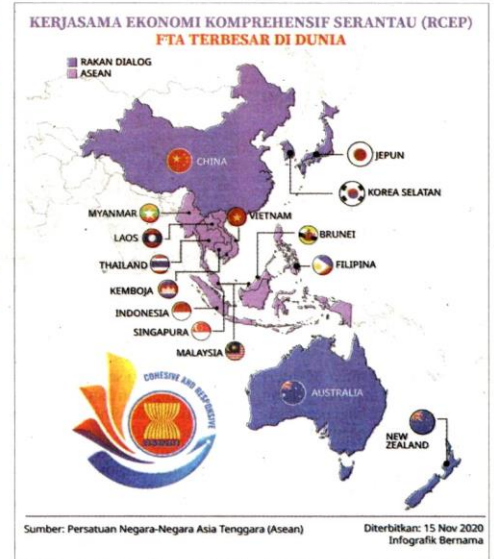 KERJASAMA EKONOMI KOMPREHENSIF SERANTAU (RCEP)
FTA TERBESAR DI DUNIA
RAKAN DIALOG
ASEAN
CHINA
JEPUN
KOREA SELATAN
MYANMAR
VIETNAM
LAOS
BRUNEI
THAILAND
FILIPINA
KEMBOJA
INDONESIA
SINGAPURA
MALAYSIA
COHESIVE AND RESPONSIVE
AUSTRALIA
NEW
ZEALAND
Sumber: Persatuan Negara-Negara Asia Tenggara (Asean)
Diterbitkan: 15 Nov 2020
Infografik Bernama